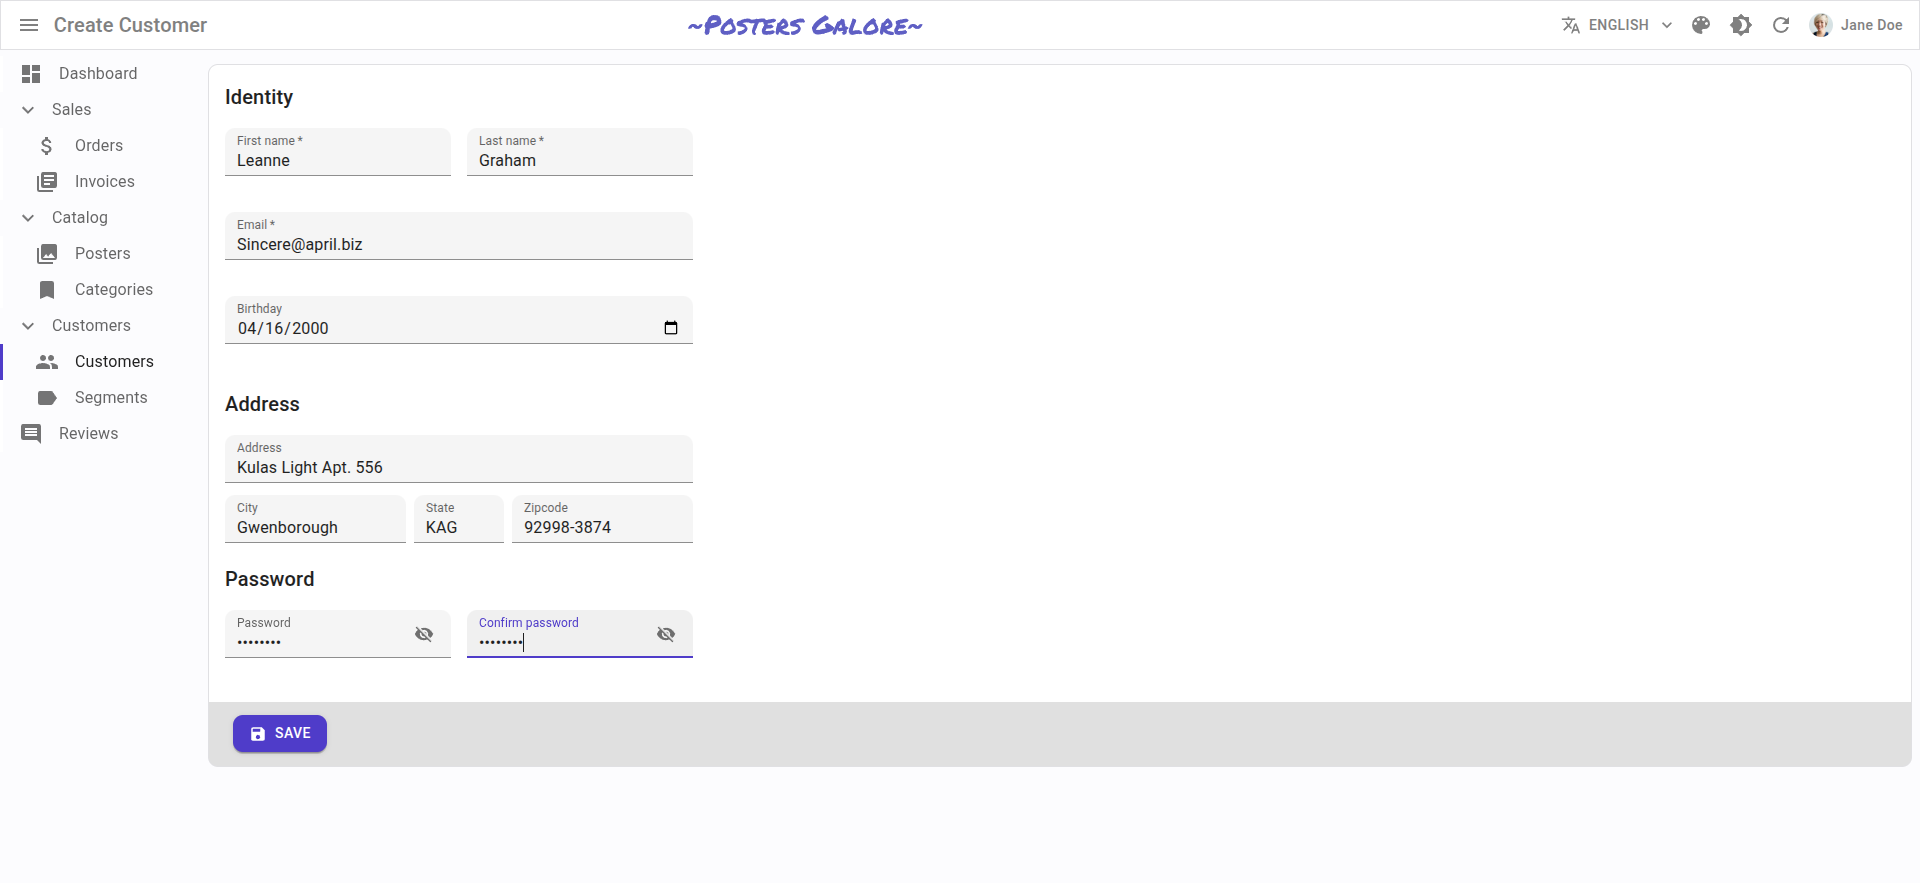 Create Customer
~Posters Galore~
ENGLISH
Jane Doe
Dashboard
Sales
Orders
Invoices
Catalog
Posters
Categories
Customers
Customers
Segments
Reviews
Identity
First name *
Leanne
Last name *
Graham
Email *
Sincere@april.biz
Birthday
04/16/2000
Address
Address
Kulas Light Apt. 556
City
Gwenborough
State
KAG
Zipcode
92998-3874
Password
Password
••••••••
Confirm password
••••••••
SAVE